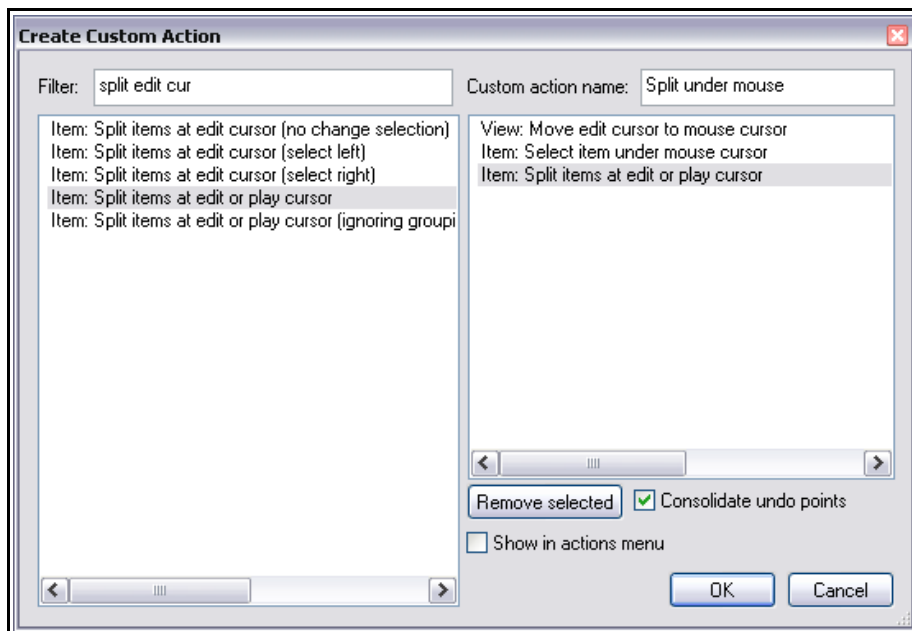 Create Custom Action
Filter:
split edit cur
Custom action name:
Split under mouse
Item: Split items at edit cursor (no change selection)
Item: Split items at edit cursor (select left)
Item: Split items at edit cursor (select right)
Item: Split items at edit or play cursor
Item: Split items at edit or play cursor (ignoring groupi
View: Move edit cursor to mouse cursor
Item: Select item under mouse cursor
Item: Split items at edit or play cursor
Remove selected
Consolidate undo points
Show in actions menu
OK
Cancel